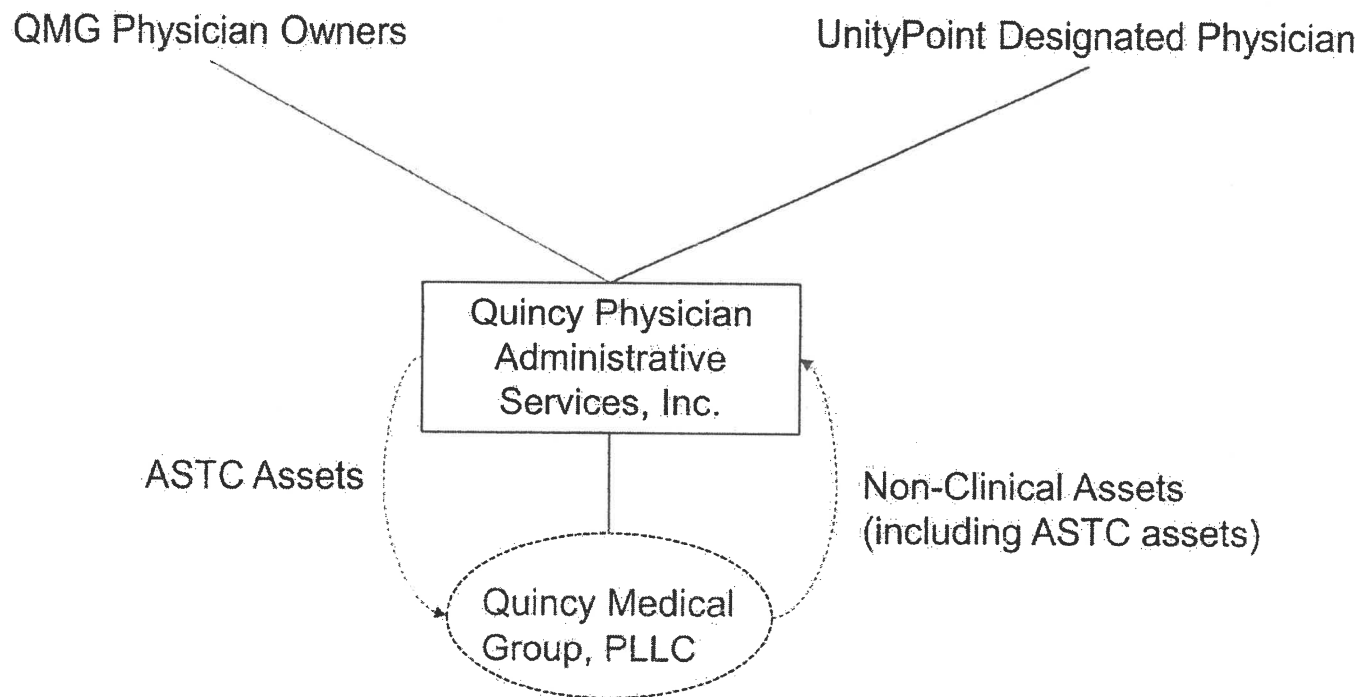 QMG Physician Owners
UnityPoint Designated Physician
Quincy Physician
Administrative
Services, Inc.
ASTC Assets
Non-Clinical Assets
(including ASTC assets)
Quincy Medical
Group, PLLC